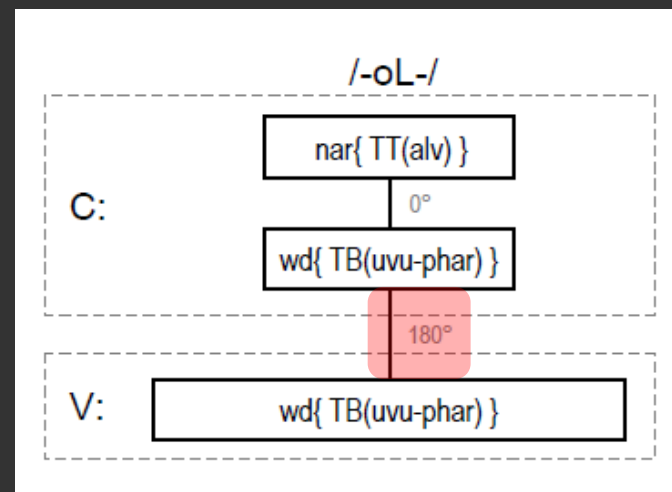 /-oL-/
nar{ TT(alv) }
C:
0°
wd{ TB(uvu-phar) }
180°
V:
wd{ TB(uvu-phar) }